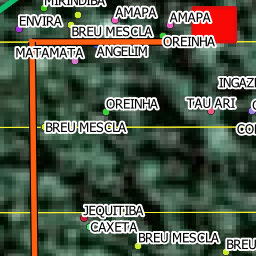 MIRINDIBA
AMAPA
AMAPA
ENVIRA
BREU MESCLA
OREINHA
MATAMATA
ANGELIM
INGAZ
OREINHA
TAU ARI
BREU MESCLA
JEQUITIBA
CAXETA
BREU MESCLA
BREU